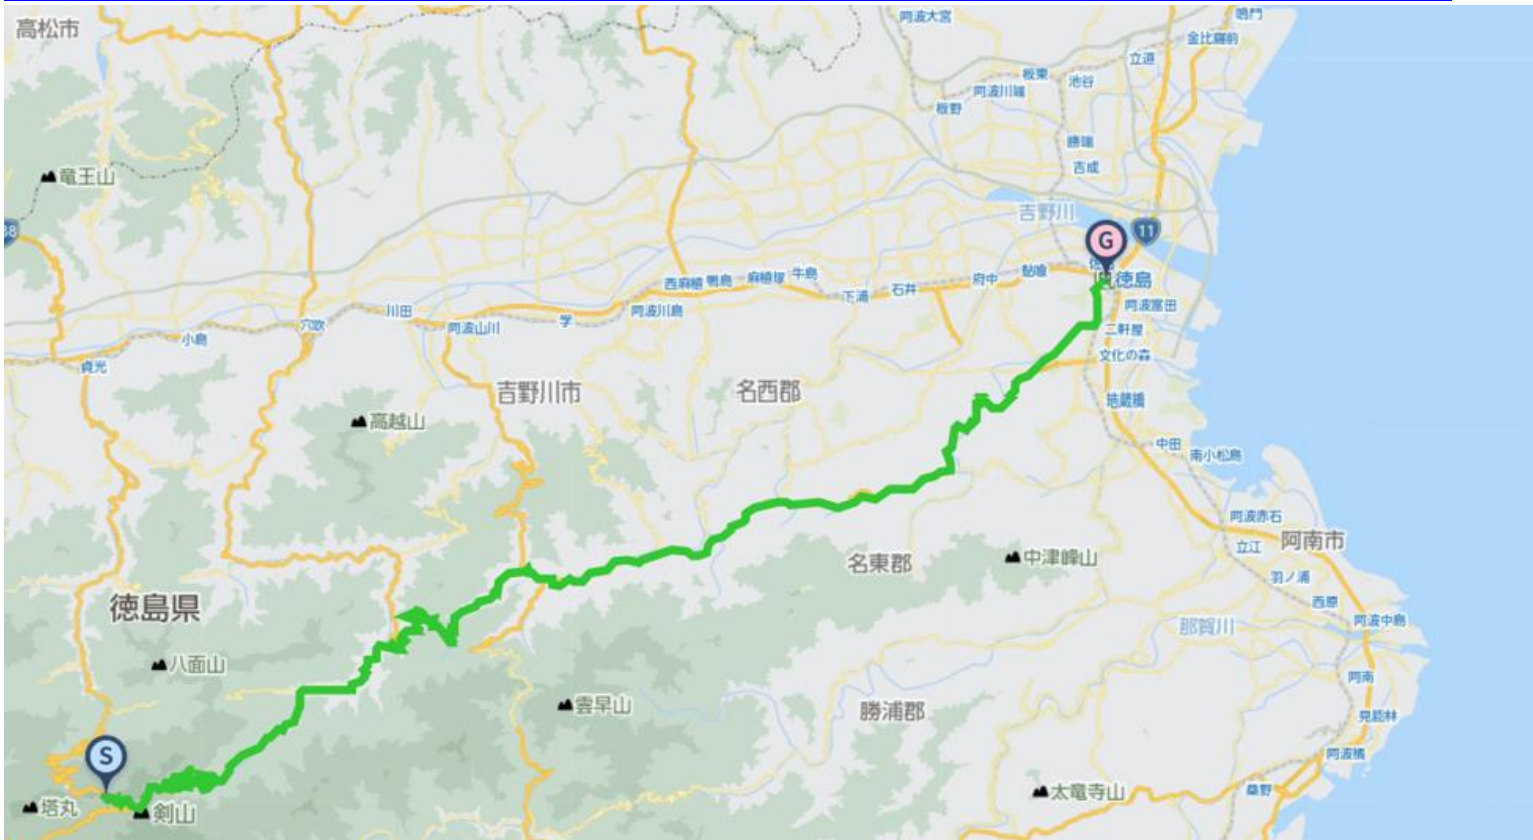 高松市
阿波大宮
鳴門
金比羅前
立道
板東
池谷
阿波川端
板野
勝瑞
吉成
竜王山
吉野川
11
G
徳島
鮎喰
府中
石井
下浦
牛島
麻植塚
鴨島
西麻植
阿波川島
学
阿波山川
川田
穴吹
小島
貞光
阿波富田
二軒屋
文化の森
地蔵橋
中田
南小松島
阿波赤石
立江
阿南市
羽ノ浦
西原
阿波中島
阿南
見能林
阿波橘
桑野
吉野川市
名西郡
高越山
名東郡
中津峰山
徳島県
八面山
雲早山
那賀川
勝浦郡
太竜寺山
S
塔丸
剣山